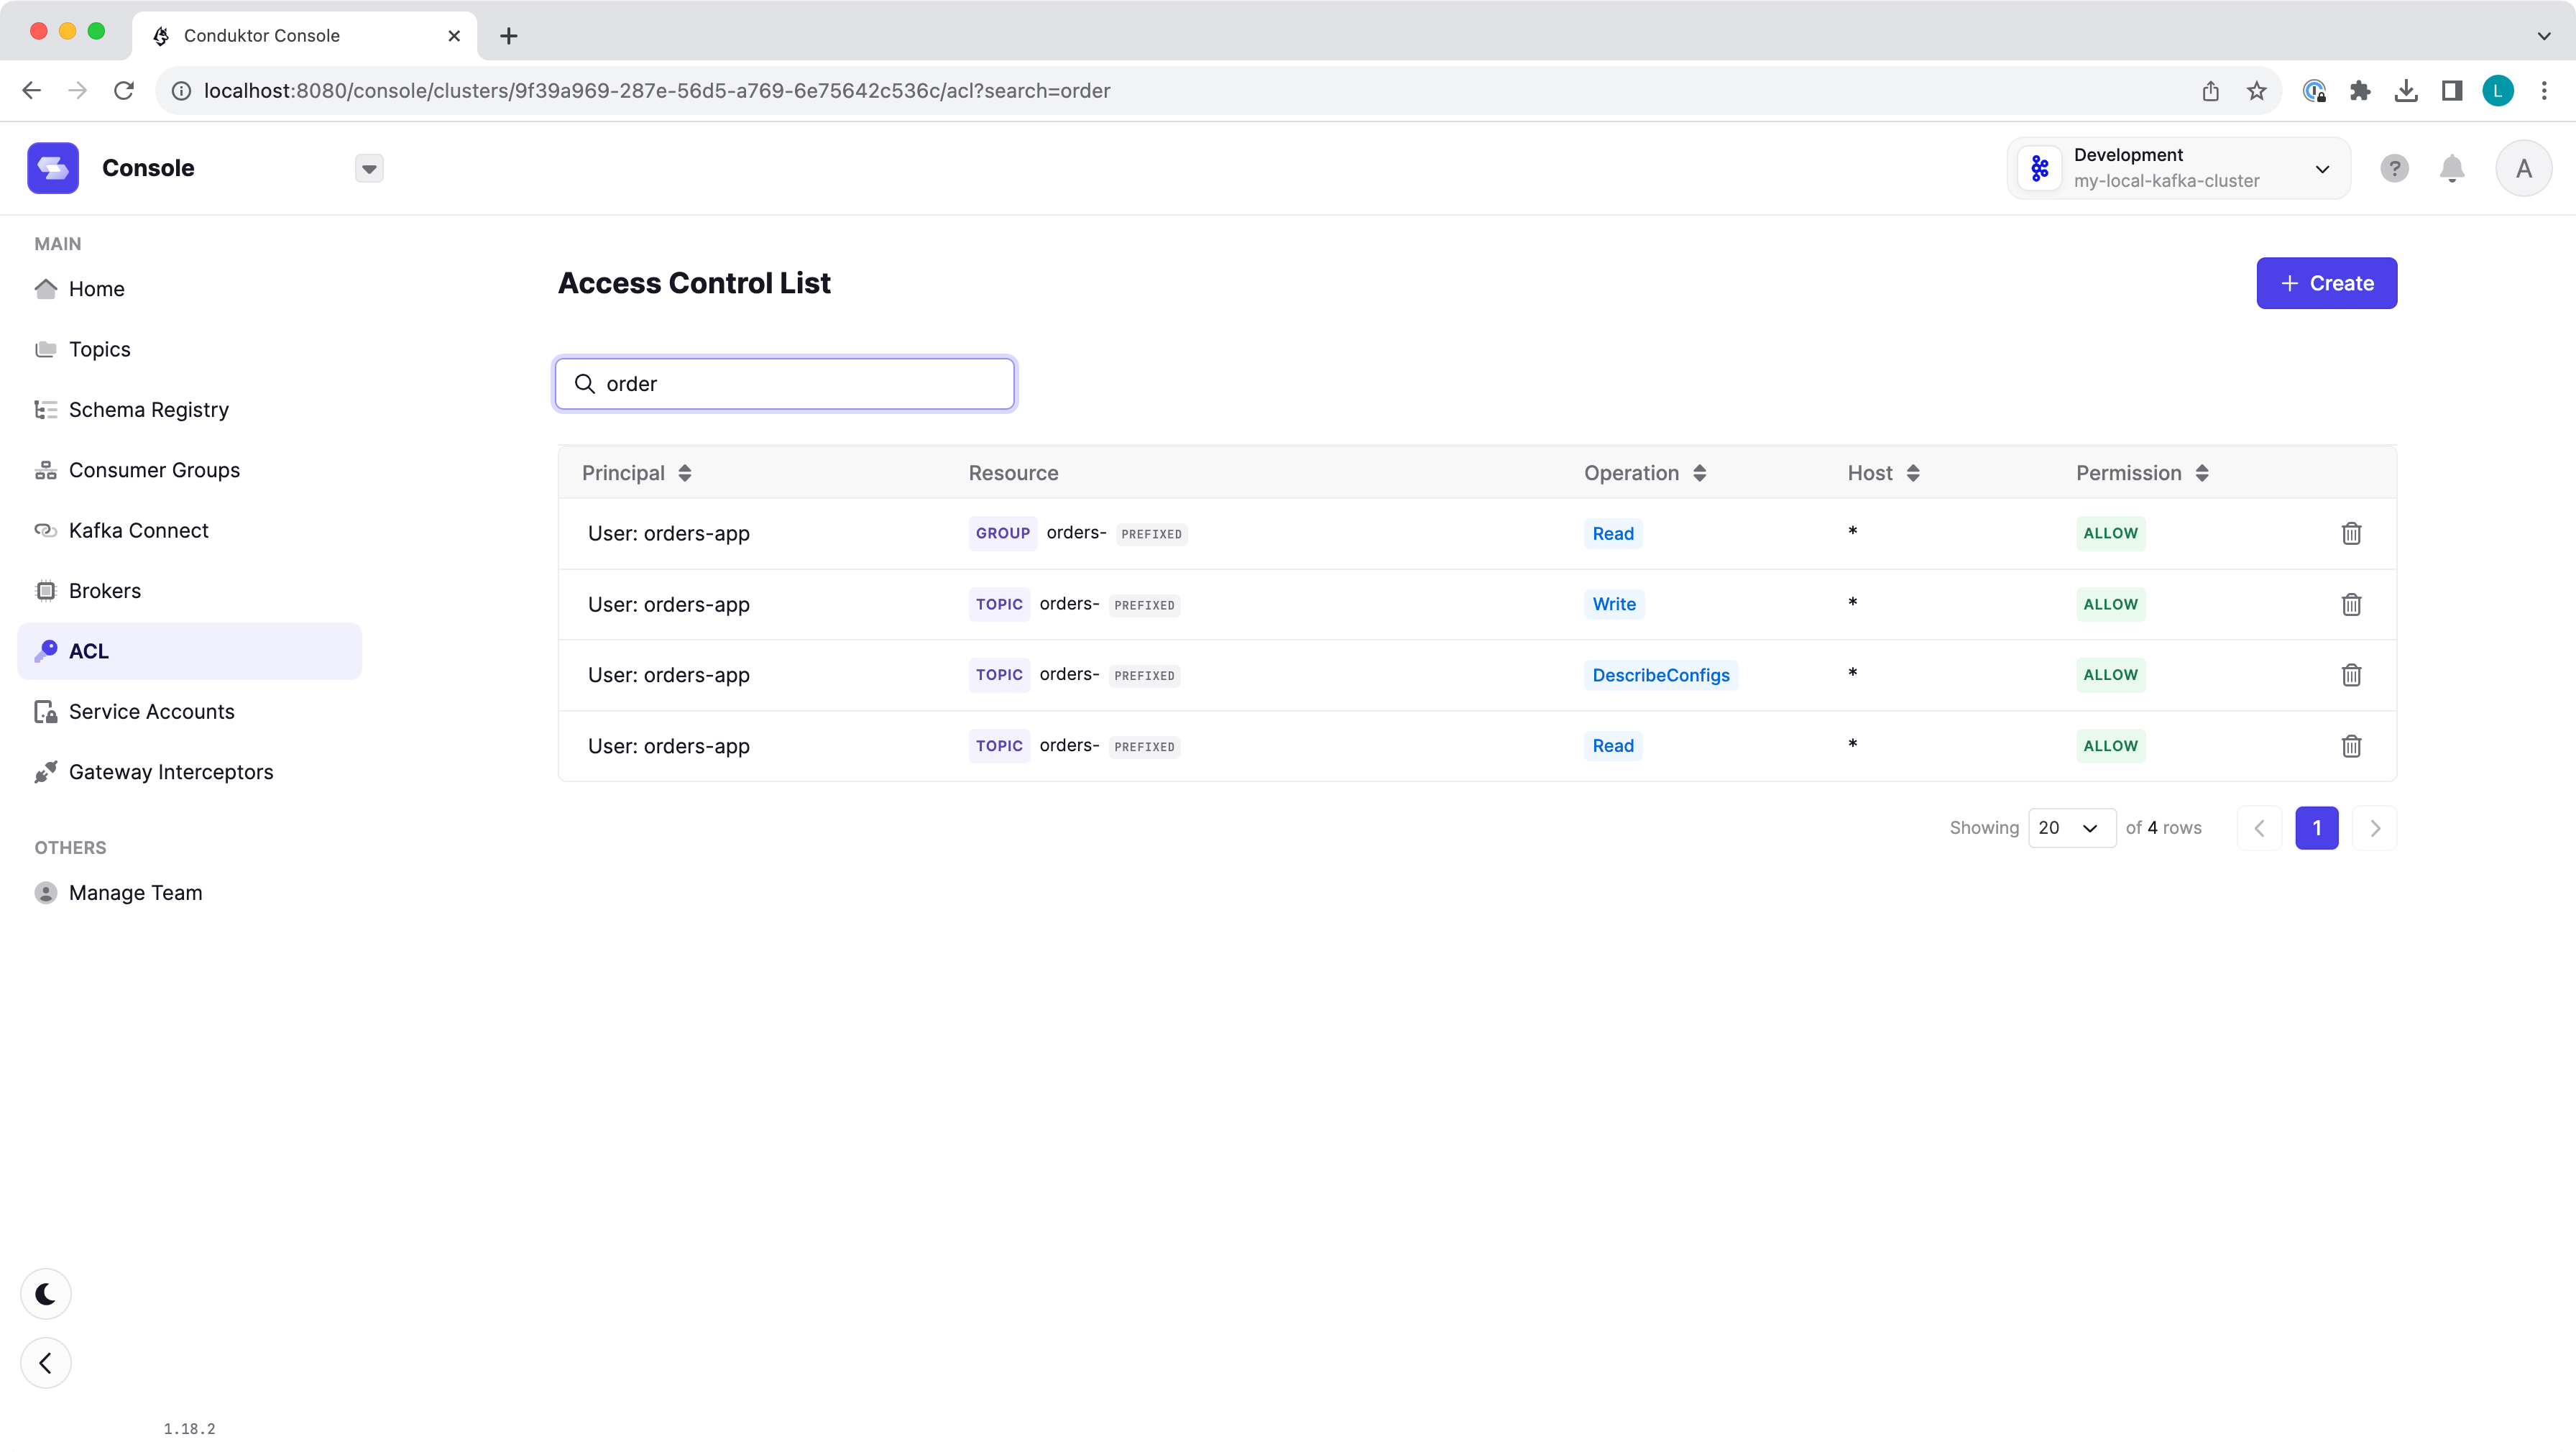 Conduktor Console
localhost:8080/console/clusters/9f39a969-287e-56d5-a769-6e75642c536c/acl?search=order
L
Console
Development
my-local-kafka-cluster
?
A
MAIN
Home
Topics
Schema Registry
Consumer Groups
Kafka Connect
Brokers
ACL
Service Accounts
Gateway Interceptors
OTHERS
Manage Team
1.18.2
Access Control List
+ Create
order
Principal Resource Operation Host Permission
User: orders-app GROUP orders- PREFIXED Read * ALLOW
User: orders-app TOPIC orders- PREFIXED Write * ALLOW
User: orders-app TOPIC orders- PREFIXED DescribeConfigs * ALLOW
User: orders-app TOPIC orders- PREFIXED Read * ALLOW
Showing 20 of 4 rows 1